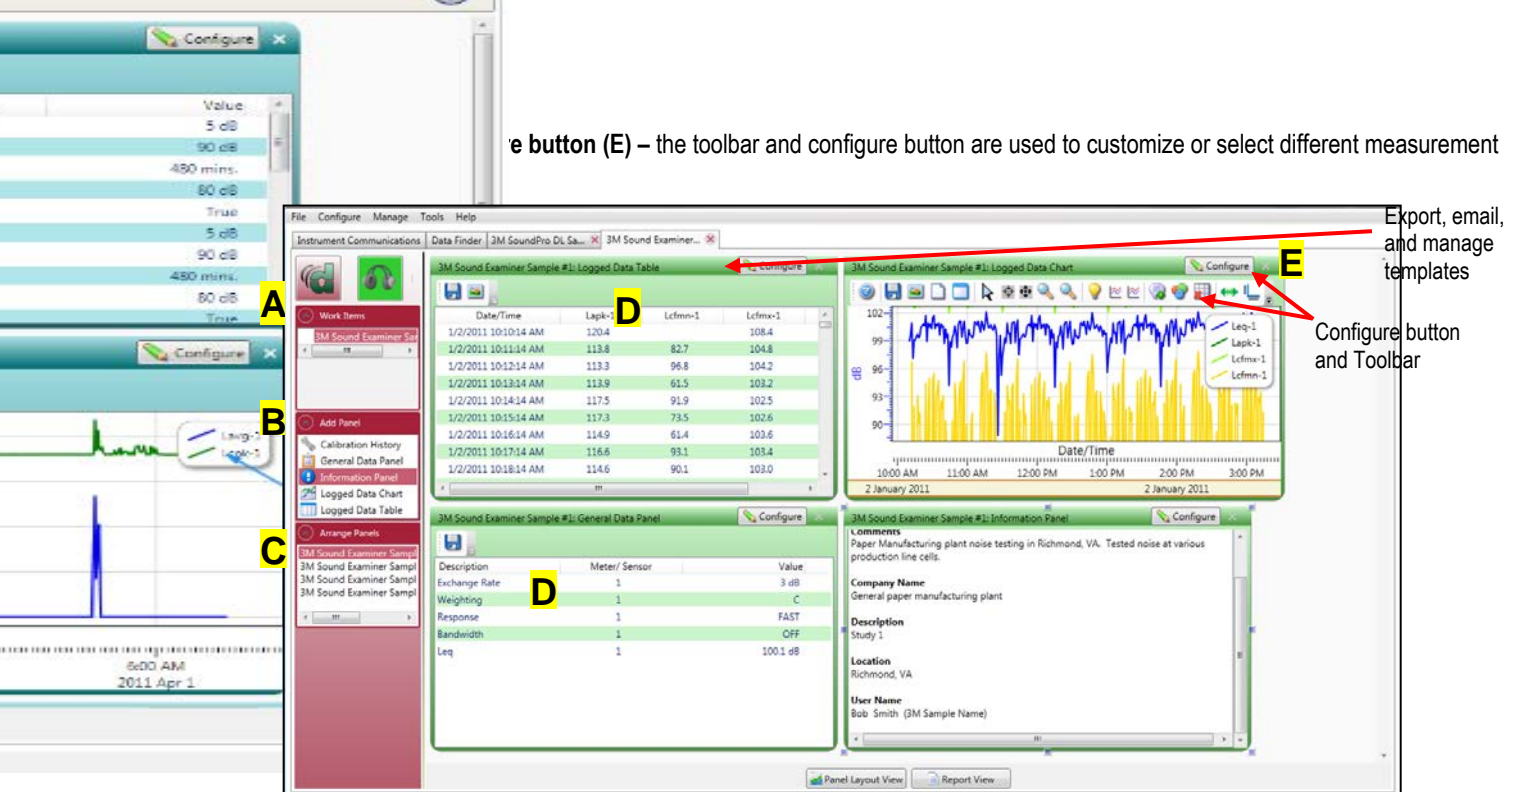 Configure
Value
5 dB
90 dB
480 mins.
80 dB
True
5 dB
90 dB
480 mins.
80 dB
True
Configure
Lavg-1
6:00 AM
2011 Apr 1
e button (E) – the toolbar and configure button are used to customize or select different measurement
Export, email,
and manage
templates
Configure button
and Toolbar
File Configure Manage Tools Help
Instrument Communications Data Finder 3M SoundPro DL Sa... 3M Sound Examiner...
A
Work Items
3M Sound Examiner Sar
B
Add Panel
Calibration History
General Data Panel
Information Panel
Logged Data Chart
Logged Data Table
C
Arrange Panels
3M Sound Examiner Sampl
3M Sound Examiner Sampl
3M Sound Examiner Sampl
3M Sound Examiner Sampl
3M Sound Examiner Sample #1: Logged Data Table Configure
D
Date/Time Lapk-1 Lcfmn-1 Lcfmx-1
1/2/2011 10:10:14 AM 120.4 108.4
1/2/2011 10:11:14 AM 113.8 82.7 104.8
1/2/2011 10:12:14 AM 113.3 96.8 104.2
1/2/2011 10:13:14 AM 113.9 61.5 103.2
1/2/2011 10:14:14 AM 117.5 91.9 102.5
1/2/2011 10:15:14 AM 117.3 73.5 102.6
1/2/2011 10:16:14 AM 114.9 61.4 103.6
1/2/2011 10:17:14 AM 116.6 93.1 103.4
1/2/2011 10:18:14 AM 114.6 90.1 103.0
3M Sound Examiner Sample #1: Logged Data Chart Configure
E
102
99
96
93
90
dB
Leq-1
Lapk-1
Lcfmx-1
Lcfmn-1
Date/Time
10:00 AM 11:00 AM 12:00 PM 1:00 PM 2:00 PM 3:00 PM
2 January 2011 2 January 2011
3M Sound Examiner Sample #1: General Data Panel Configure
Description Meter/ Sensor Value
D
Exchange Rate 1 3 dB
Weighting 1 C
Response 1 FAST
Bandwidth 1 OFF
Leq 1 100.1 dB
3M Sound Examiner Sample #1: Information Panel Configure
Comments
Paper Manufacturing plant noise testing in Richmond, VA. Tested noise at various
production line cells.
Company Name
General paper manufacturing plant
Description
Study 1
Location
Richmond, VA
User Name
Bob Smith (3M Sample Name)
Panel Layout View Report View